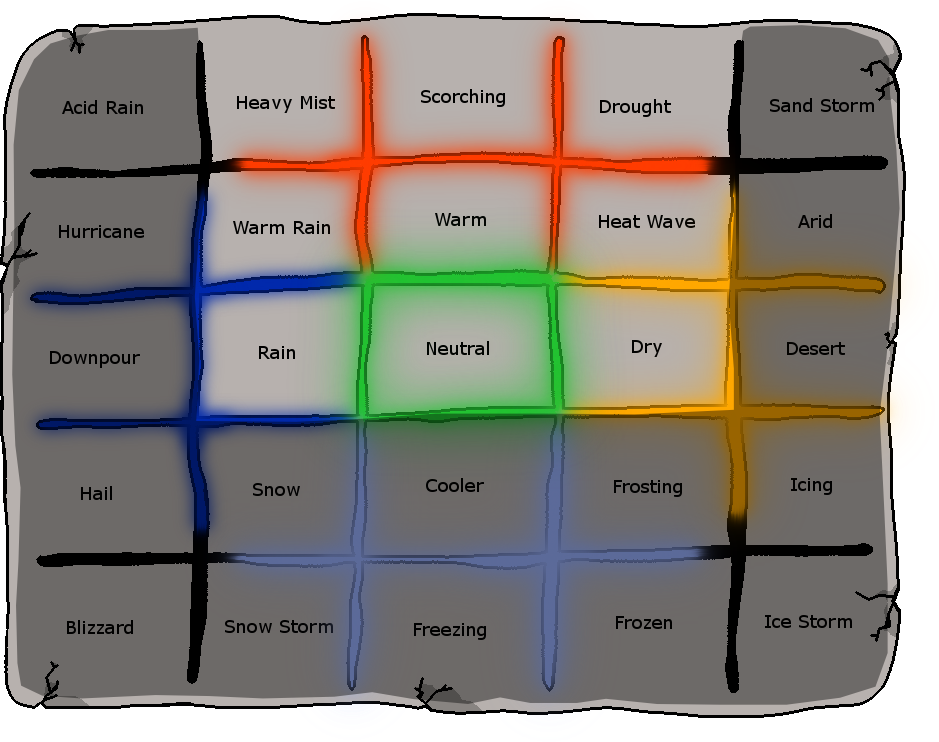 Acid Rain
Heavy Mist
Scorching
Drought
Sand Storm
Hurricane
Warm Rain
Warm
Heat Wave
Arid
Downpour
Rain
Neutral
Dry
Desert
Hail
Snow
Cooler
Frosting
Icing
Blizzard
Snow Storm
Freezing
Frozen
Ice Storm